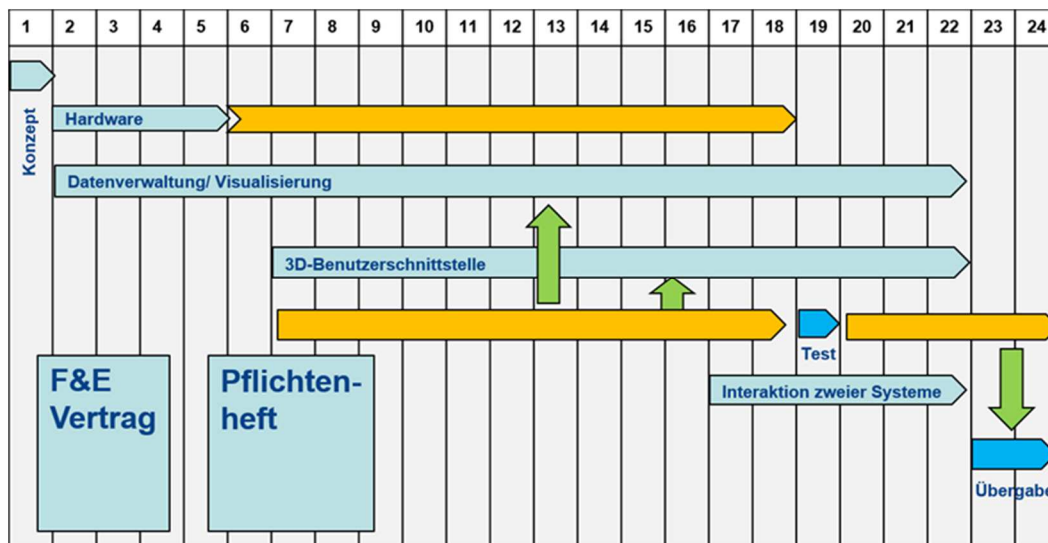 1 2 3 4 5 6 7 8 9 10 11 12 13 14 15 16 17 18 19 20 21 22 23 24
Konzept
Hardware
Datenverwaltung/ Visualisierung
3D-Benutzerschnittstelle
Test
F&E
Vertrag
Pflichten-
heft
Interaktion zweier Systeme
Übergabe